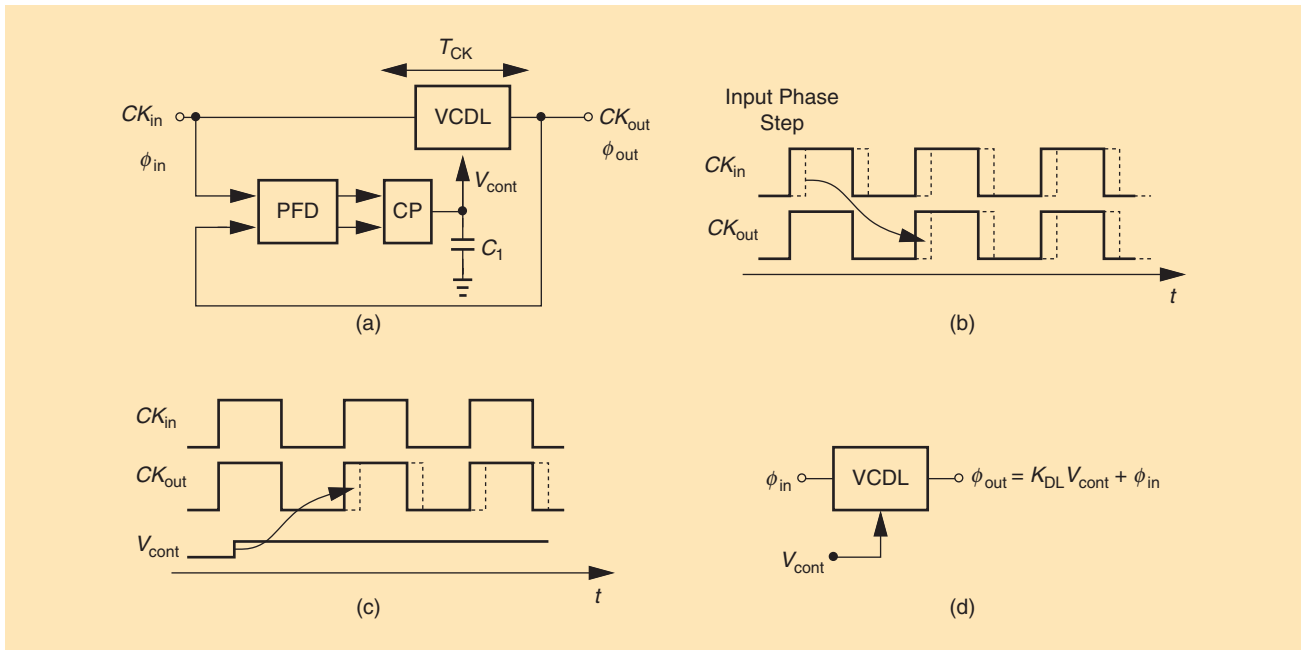 T_CK
CK_in
VCDL
CK_out
ϕ_in
ϕ_out
V_cont
PFD
CP
C_1
(a)
Input Phase
Step
CK_in
CK_out
t
(b)
CK_in
CK_out
V_cont
t
(c)
ϕ_in
VCDL
ϕ_out = K_DL V_cont + ϕ_in
V_cont
(d)